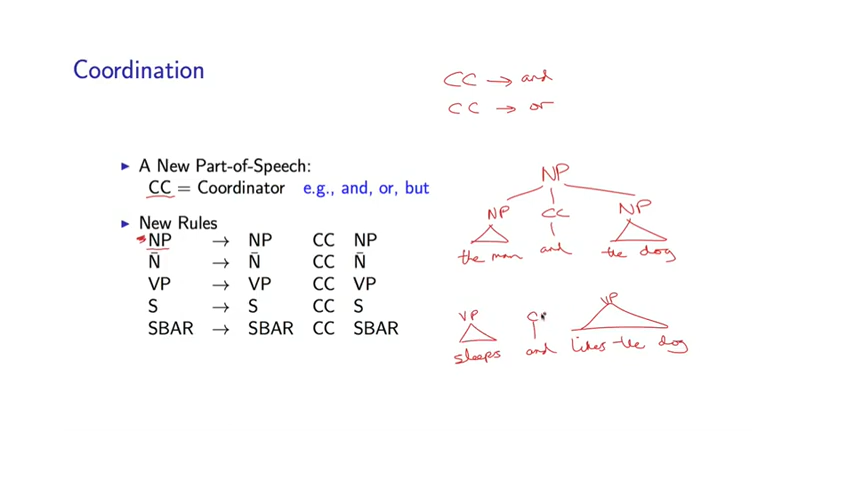 Coordination
CC → and
CC → or
▶ A New Part-of-Speech:
CC = Coordinator e.g., and, or, but
▶ New Rules
NP → NP CC NP
N̄ → N̄ CC N̄
VP → VP CC VP
S → S CC S
SBAR → SBAR CC SBAR
NP
NP CC NP
the man and the dog
VP C VP
sleeps and likes the dog